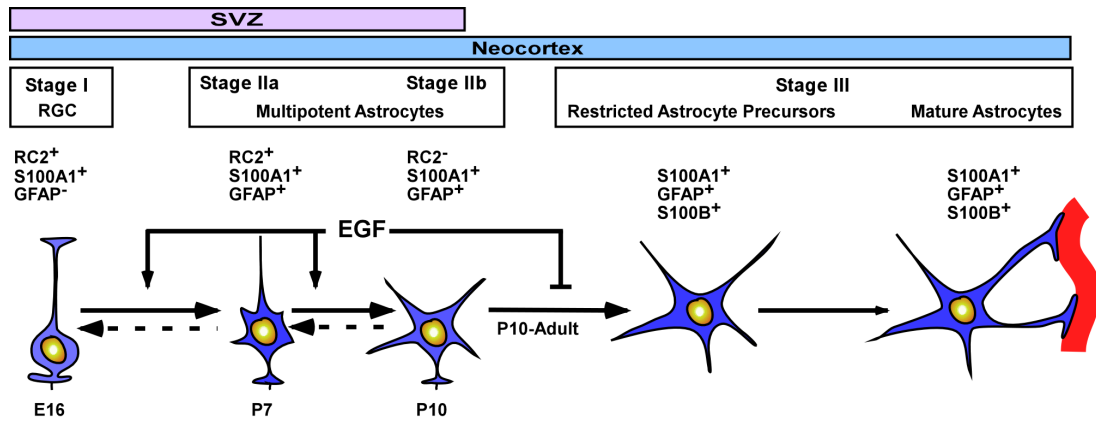 SVZ
Neocortex
Stage I
RGC
Stage IIa Stage IIb
Multipotent Astrocytes
Stage III
Restricted Astrocyte Precursors Mature Astrocytes
RC2+
S100A1+
GFAP-
RC2+
S100A1+
GFAP+
RC2-
S100A1+
GFAP+
S100A1+
GFAP+
S100B+
S100A1+
GFAP+
S100B+
EGF
P10-Adult
E16
P7
P10